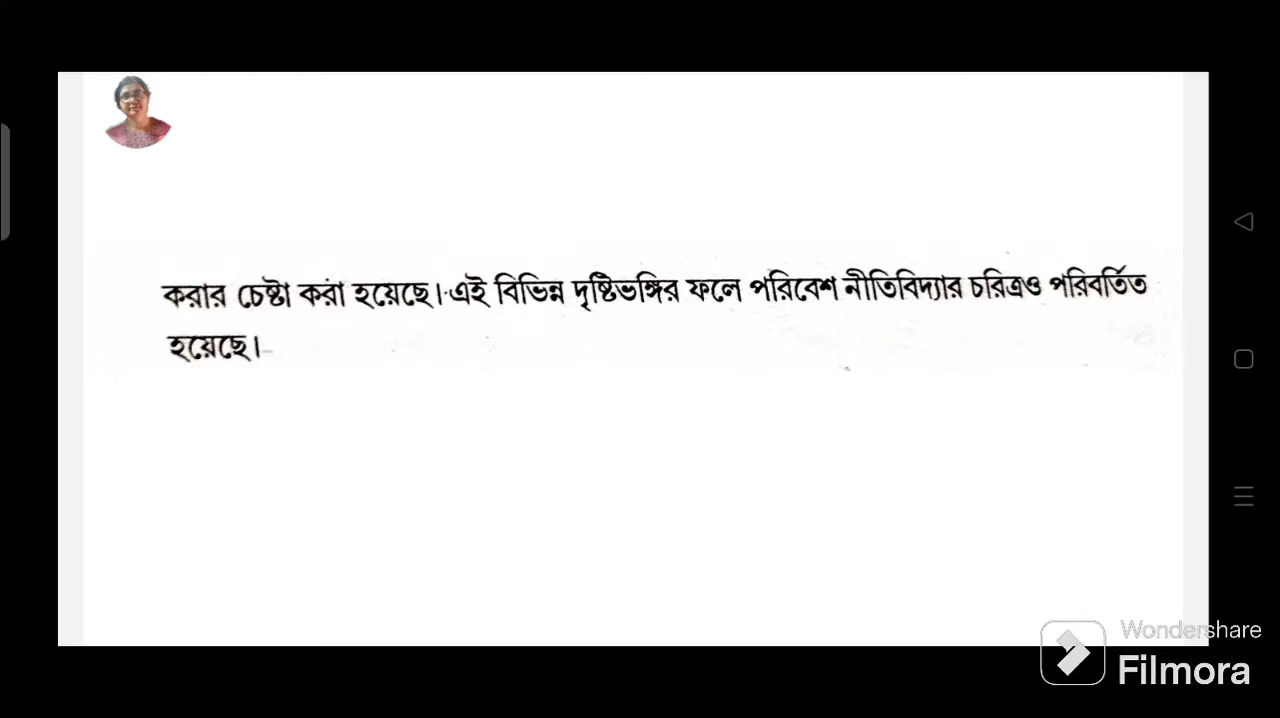 করার চেষ্টা করা হয়েছে। এই বিভিন্ন দৃষ্টিভঙ্গির ফলে পরিবেশ নীতিবিদ্যার চরিত্রও পরিবর্তিত
হয়েছে।
Wondershare
Filmora